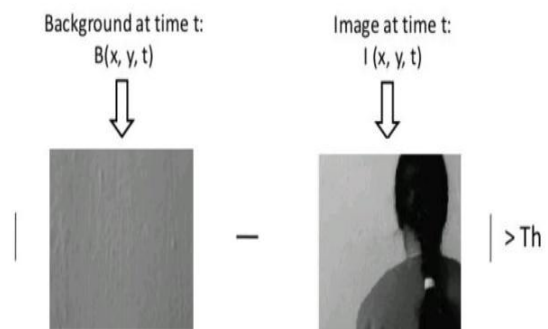 Background at time t:
B(x, y, t)
Image at time t:
I (x, y, t)
| — | > Th